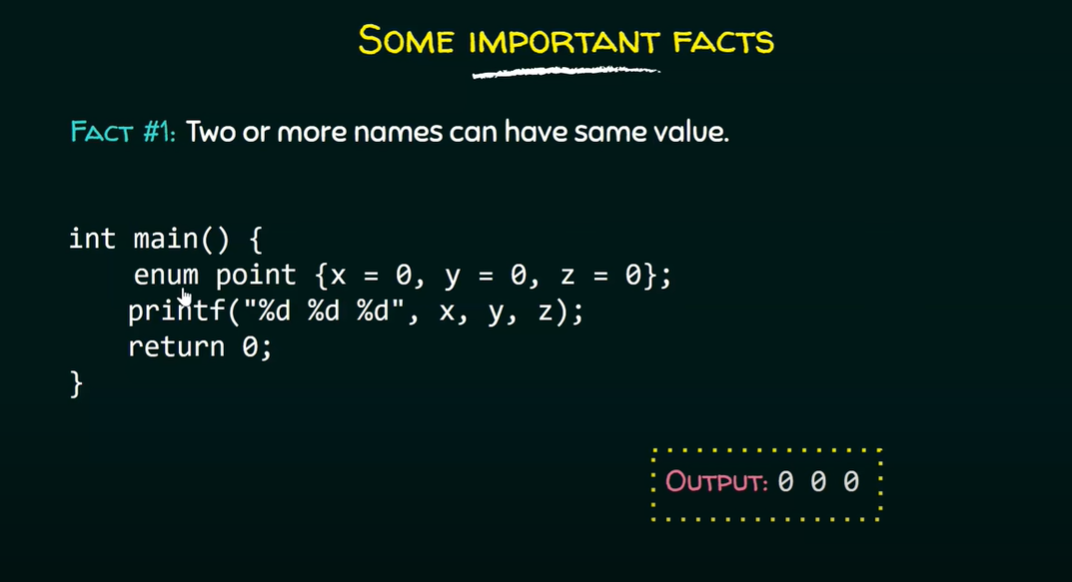 Some important facts
Fact #1: Two or more names can have same value.
int main() {
    enum point {x = 0, y = 0, z = 0};
    printf("%d %d %d", x, y, z);
    return 0;
}
Output: 0 0 0